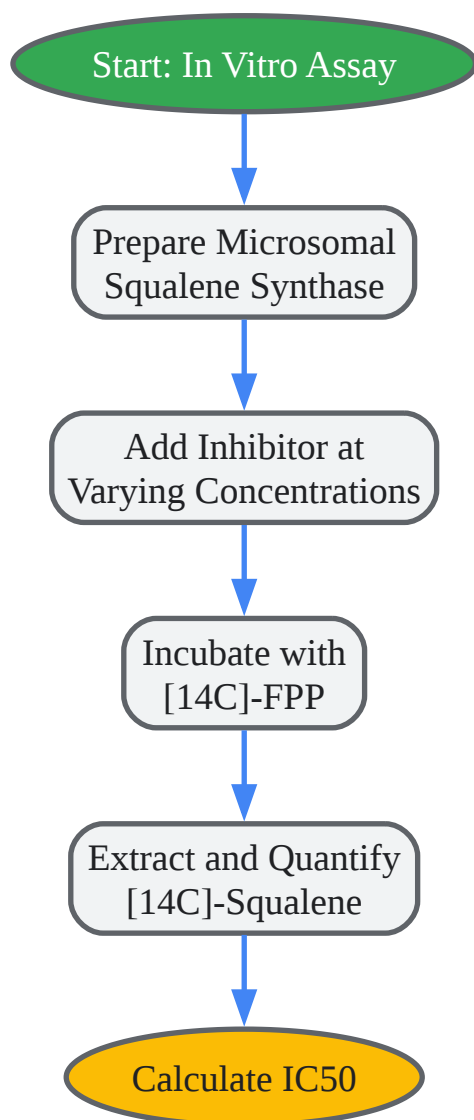 Start: In Vitro Assay
Prepare Microsomal
Squalene Synthase
Add Inhibitor at
Varying Concentrations
Incubate with
[14C]-FPP
Extract and Quantify
[14C]-Squalene
Calculate IC50